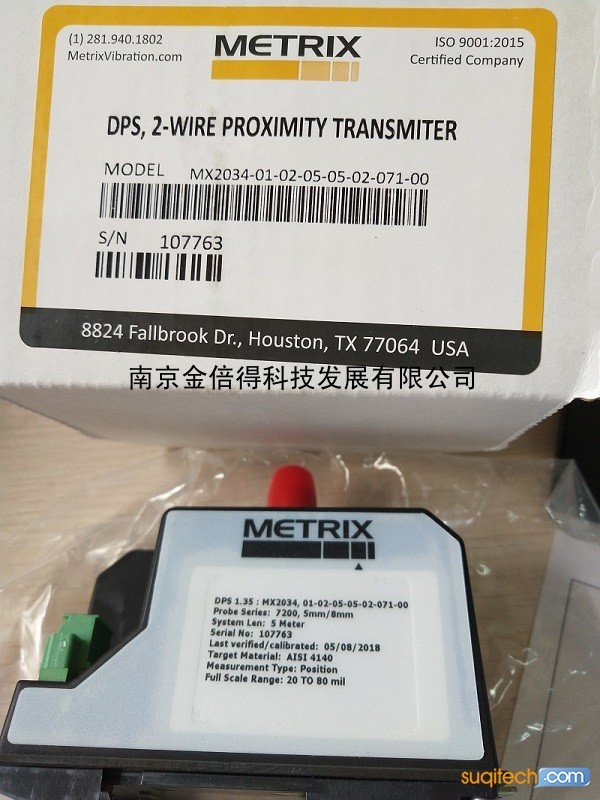 (1) 281.940.1802
MetrixVibration.com
METRIX
ISO 9001:2015
Certified Company
DPS, 2-WIRE PROXIMITY TRANSMITER
MODEL MX2034-01-02-05-05-02-071-00
S/N 107763
8824 Fallbrook Dr., Houston, TX 77064 USA
南京金倍得科技发展有限公司
METRIX
DPS 1.35 : MX2034, 01-02-05-05-02-071-00
Probe Series: 7200, 5mm/8mm
System Len: 5 Meter
Serial No: 107763
Last verified/calibrated: 05/08/2018
Target Material: AISI 4140
Measurement Type: Position
Full Scale Range: 20 TO 80 mil
suqitech.com